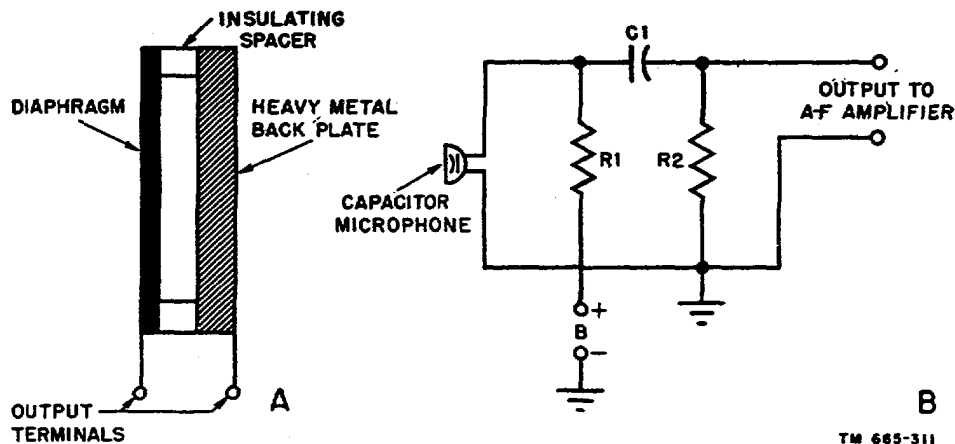 INSULATING
SPACER
DIAPHRAGM
HEAVY METAL
BACK PLATE
OUTPUT
TERMINALS
A
C1
R1
R2
OUTPUT TO
A-F AMPLIFIER
CAPACITOR
MICROPHONE
+
B
-
B
TM 665-311